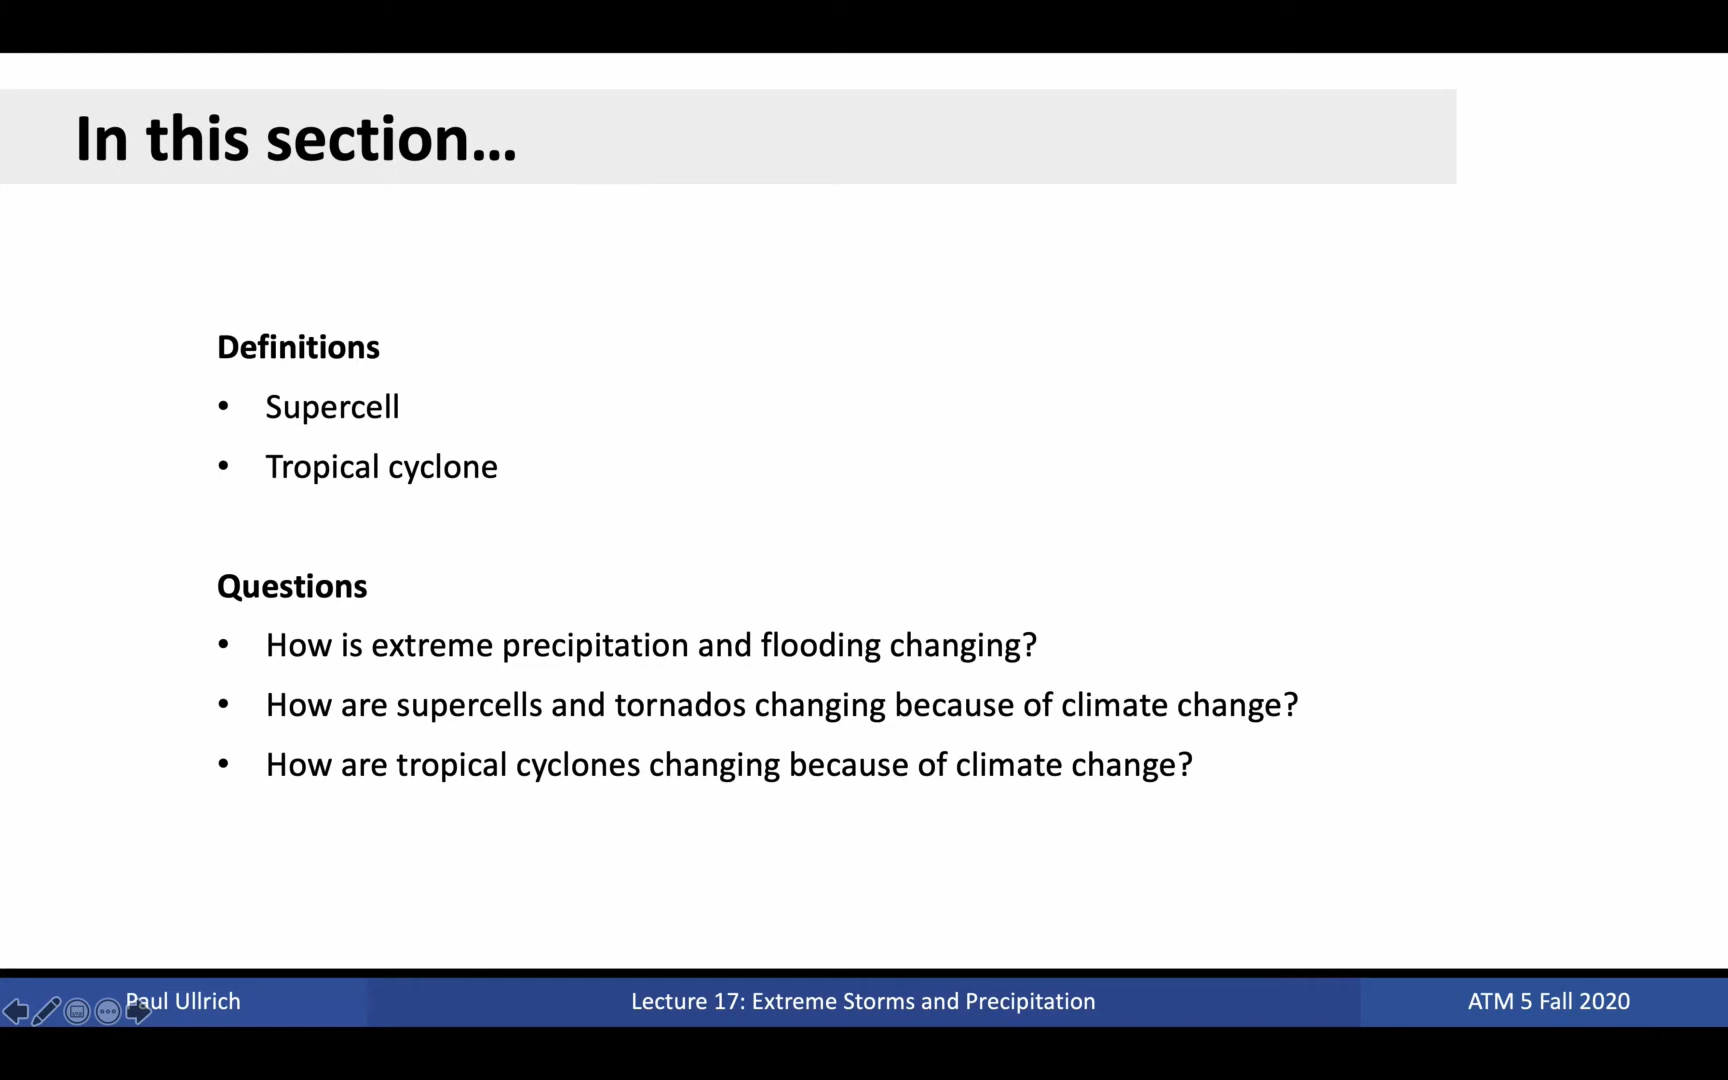 In this section...
Definitions
• Supercell
• Tropical cyclone
Questions
• How is extreme precipitation and flooding changing?
• How are supercells and tornados changing because of climate change?
• How are tropical cyclones changing because of climate change?
Paul Ullrich
Lecture 17: Extreme Storms and Precipitation
ATM 5 Fall 2020